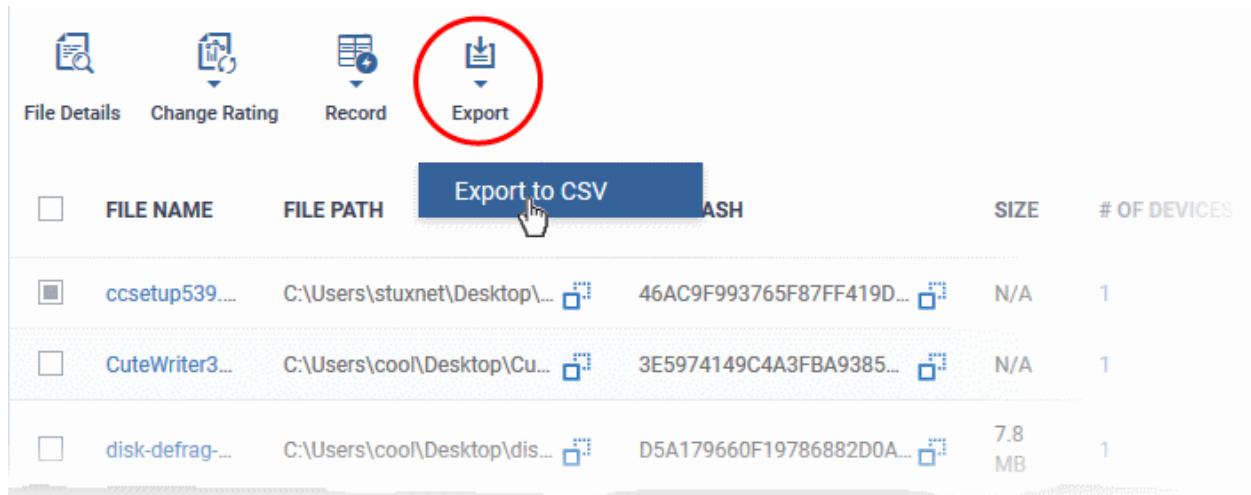 File Details Change Rating Record Export
Export to CSV
FILE NAME FILE PATH ASH SIZE # OF DEVICES
ccsetup539.... C:\Users\stuxnet\Desktop\... 46AC9F993765F87FF419D... N/A 1
CuteWriter3... C:\Users\cool\Desktop\Cu... 3E5974149C4A3FBA9385... N/A 1
disk-defrag-... C:\Users\cool\Desktop\dis... D5A179660F19786882D0A... 7.8 MB 1